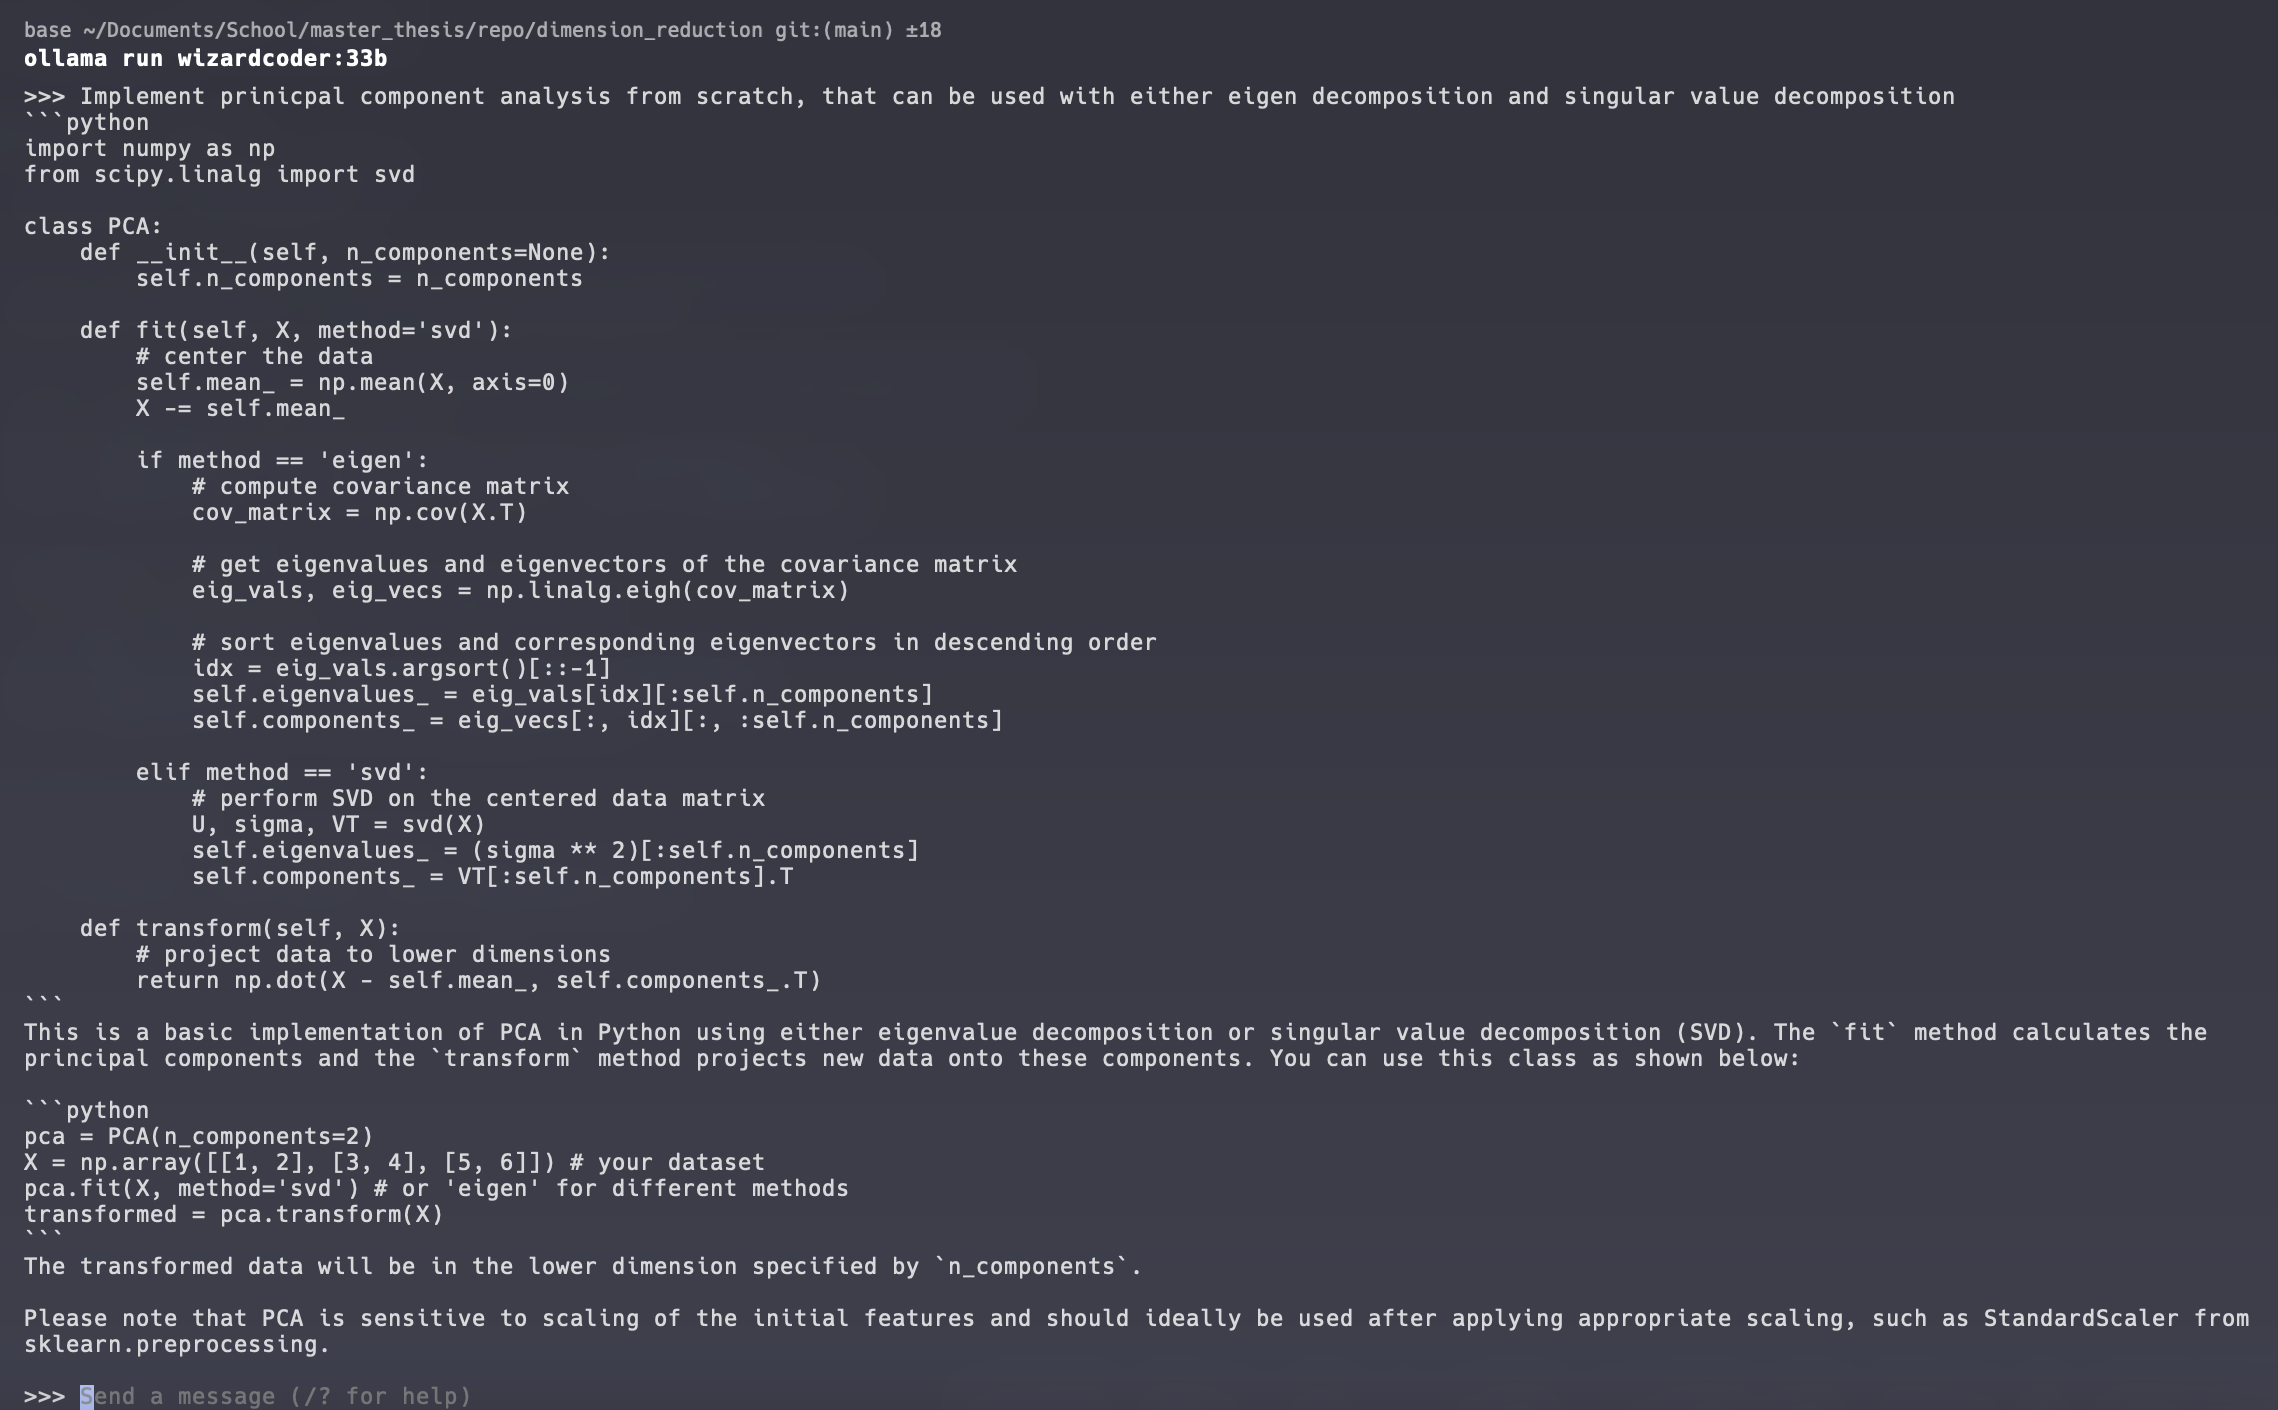 base ~/Documents/School/master_thesis/repo/dimension_reduction git:(main) ±18
ollama run wizardcoder:33b
>>> Implement prinicpal component analysis from scratch, that can be used with either eigen decomposition and singular value decomposition
```python
import numpy as np
from scipy.linalg import svd

class PCA:
    def __init__(self, n_components=None):
        self.n_components = n_components

    def fit(self, X, method='svd'):
        # center the data
        self.mean_ = np.mean(X, axis=0)
        X -= self.mean_

        if method == 'eigen':
            # compute covariance matrix
            cov_matrix = np.cov(X.T)

            # get eigenvalues and eigenvectors of the covariance matrix
            eig_vals, eig_vecs = np.linalg.eigh(cov_matrix)

            # sort eigenvalues and corresponding eigenvectors in descending order
            idx = eig_vals.argsort()[::-1]
            self.eigenvalues_ = eig_vals[idx][:self.n_components]
            self.components_ = eig_vecs[:, idx][:, :self.n_components]

        elif method == 'svd':
            # perform SVD on the centered data matrix
            U, sigma, VT = svd(X)
            self.eigenvalues_ = (sigma ** 2)[:self.n_components]
            self.components_ = VT[:self.n_components].T

    def transform(self, X):
        # project data to lower dimensions
        return np.dot(X - self.mean_, self.components_.T)
```
This is a basic implementation of PCA in Python using either eigenvalue decomposition or singular value decomposition (SVD). The `fit` method calculates the
principal components and the `transform` method projects new data onto these components. You can use this class as shown below:

```python
pca = PCA(n_components=2)
X = np.array([[1, 2], [3, 4], [5, 6]]) # your dataset
pca.fit(X, method='svd') # or 'eigen' for different methods
transformed = pca.transform(X)
```
The transformed data will be in the lower dimension specified by `n_components`.

Please note that PCA is sensitive to scaling of the initial features and should ideally be used after applying appropriate scaling, such as StandardScaler from
sklearn.preprocessing.

>>> Send a message (/? for help)